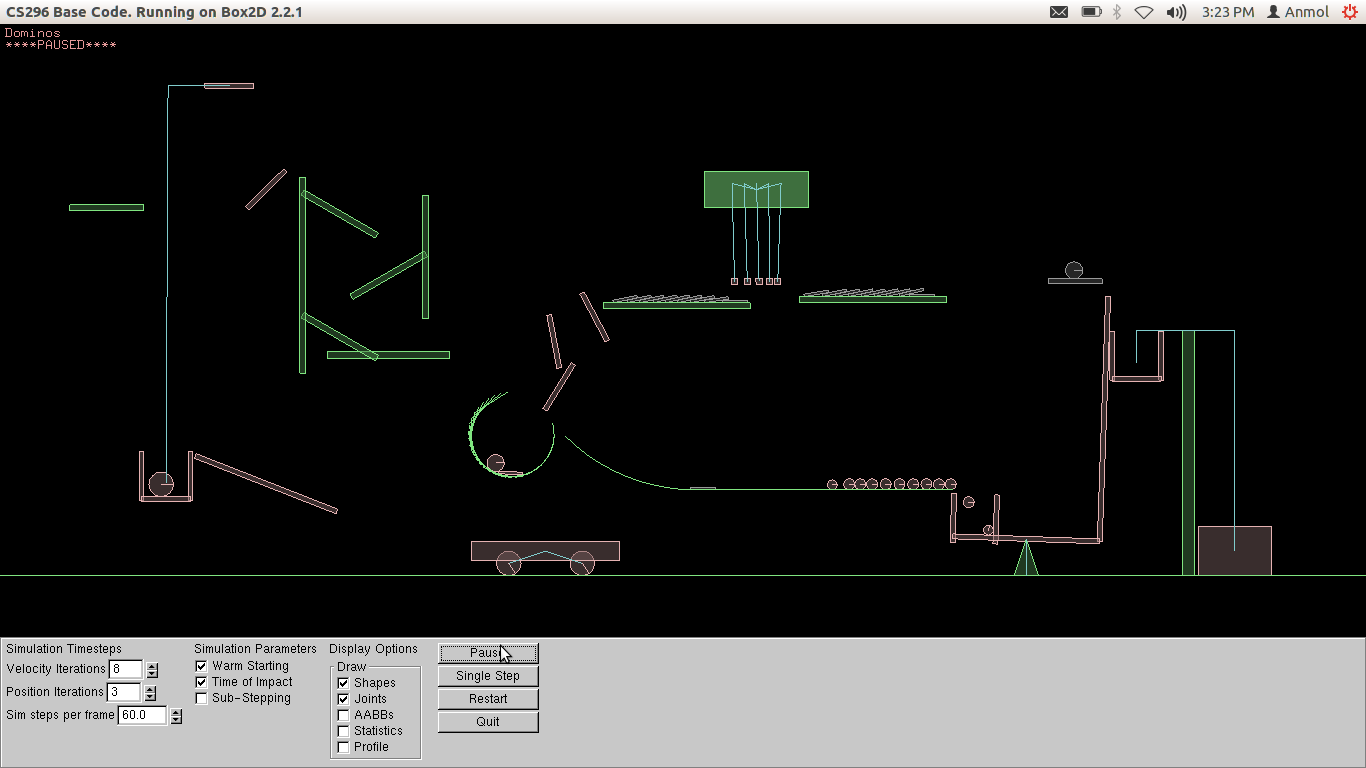 CS296 Base Code. Running on Box2D 2.2.1
3:23 PM
Anmol
Dominos
****PAUSED****
Simulation Timesteps
Velocity Iterations 8
Position Iterations 3
Sim steps per frame 60.0
Simulation Parameters
Warm Starting
Time of Impact
Sub-Stepping
Display Options
Draw
Shapes
Joints
AABBs
Statistics
Profile
Pause
Single Step
Restart
Quit